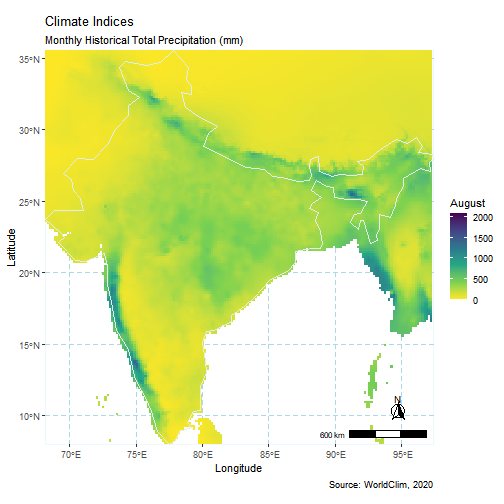 Climate Indices
Monthly Historical Total Precipitation (mm)
35°N
30°N
25°N
20°N
15°N
10°N
Latitude
70°E 75°E 80°E 85°E 90°E 95°E
Longitude
August
2000
1500
1000
500
0
N
600 km
Source: WorldClim, 2020